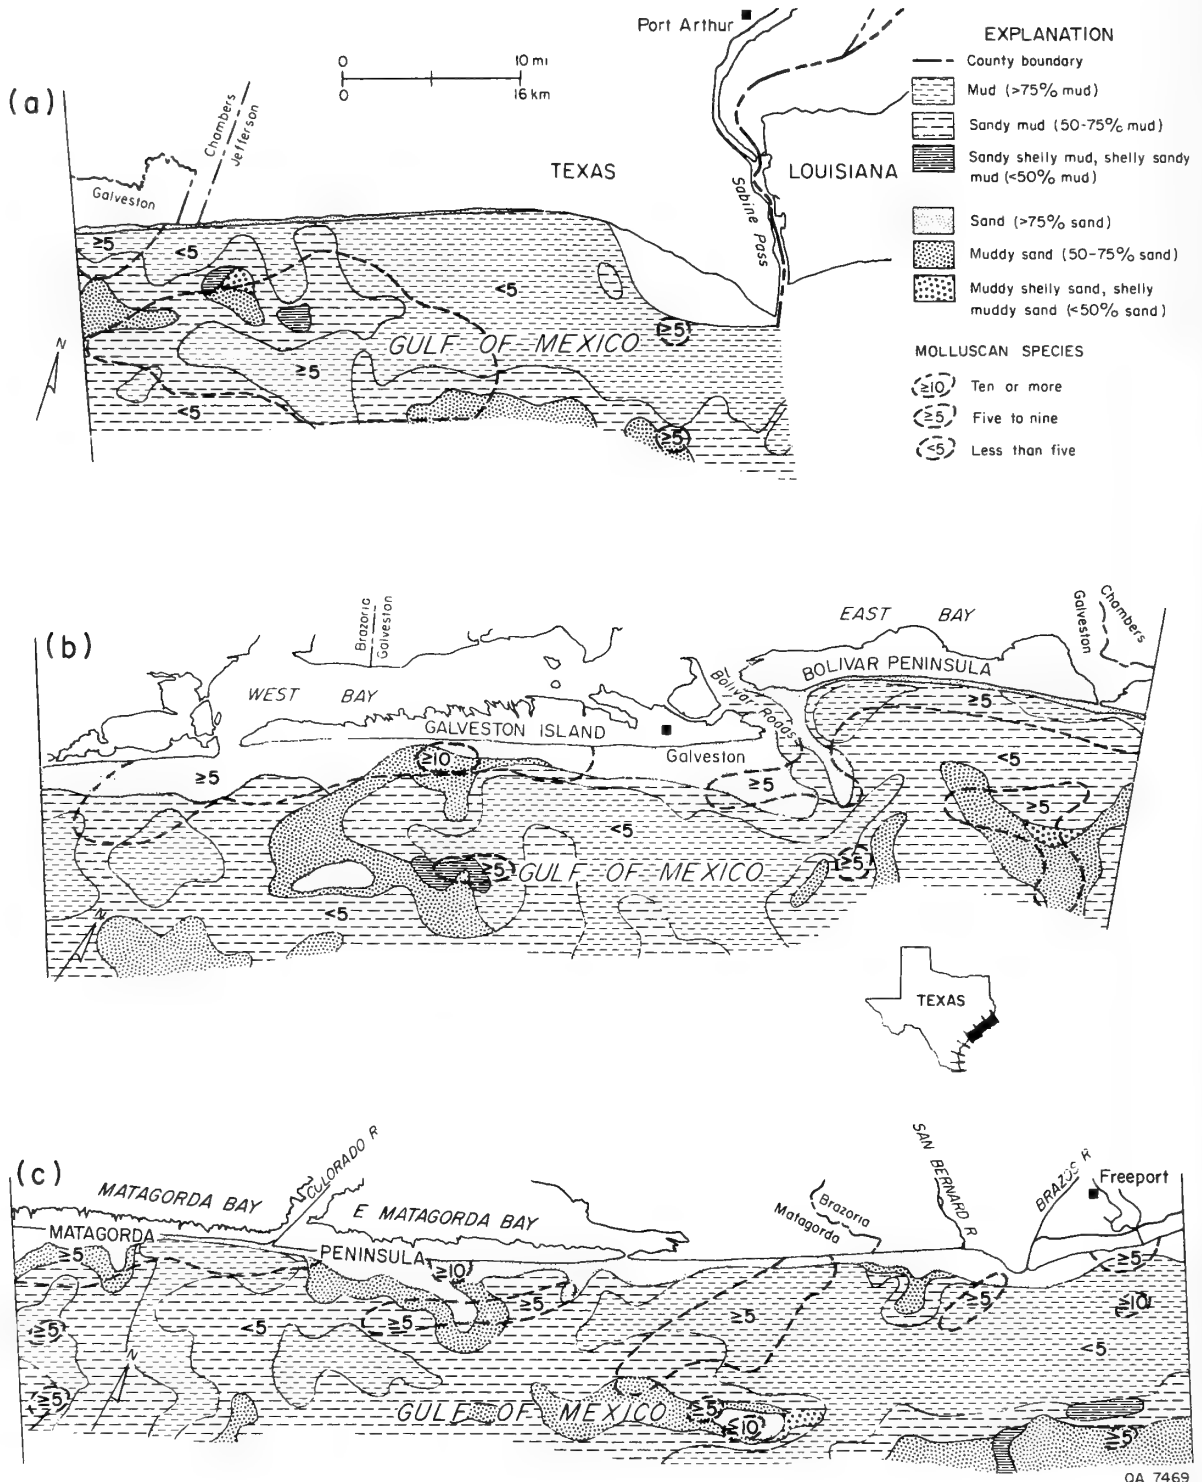 (a)
Port Arthur
0 10 mi
0 16 km
Chambers
Jefferson
Galveston
TEXAS
LOUISIANA
Sabine Pass
≥5
<5
<5
GULF OF MEXICO
≥5
≥5
<5
≥5
N
EXPLANATION
County boundary
Mud (>75% mud)
Sandy mud (50-75% mud)
Sandy shelly mud, shelly sandy
mud (<50% mud)
Sand (>75% sand)
Muddy sand (50-75% sand)
Muddy shelly sand, shelly
muddy sand (<50% sand)
MOLLUSCAN SPECIES
≥10 Ten or more
≥5 Five to nine
<5 Less than five
(b)
Brazoria
Galveston
EAST BAY
Galveston
Chambers
WEST BAY
BOLIVAR PENINSULA
Bolivar Roads
GALVESTON ISLAND
Galveston
≥5
≥10
≥5
≥5
<5
≥5
<5
≥5
GULF OF MEXICO
≥5
<5
N
TEXAS
(c)
MATAGORDA BAY
COLORADO R
E MATAGORDA BAY
Brazoria
Matagorda
SAN BERNARD R
BRAZOS R
Freeport
MATAGORDA
PENINSULA
≥5
≥10
≥5
≥5
≥5
≥10
≥5
<5
≥5
≥5
<5
N
≥5
GULF OF MEXICO
≤5
≤10
≥5
QA 7469